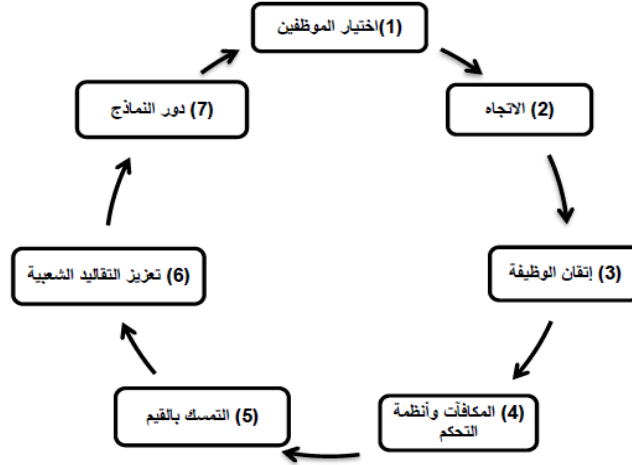 (1)اختيار الموظفين
(2) الاتجاه
(3) إتقان الوظيفة
(4) المكافآت وأنظمة
التحكم
(5) التمسك بالقيم
(6) تعزيز التقاليد الشعبية
(7) دور النماذج